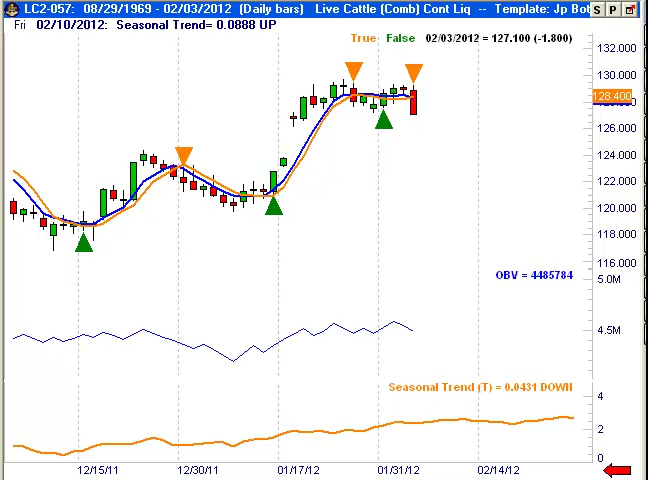 LC2-057: 08/29/1969 - 02/03/2012 (Daily bars) Live Cattle (Comb) Cont Liq -- Template: Jp Bot S P
Fri 02/10/2012: Seasonal Trend= 0.0888 UP
True False 02/03/2012 = 127.100 (-1.800)
132.000
130.000
128.400
126.000
124.000
122.000
120.000
118.000
116.000
OBV = 4485784
5.0M
4.5M
Seasonal Trend (T) = 0.0431 DOWN
4
2
0
12/15/11 12/30/11 01/17/12 01/31/12 02/14/12